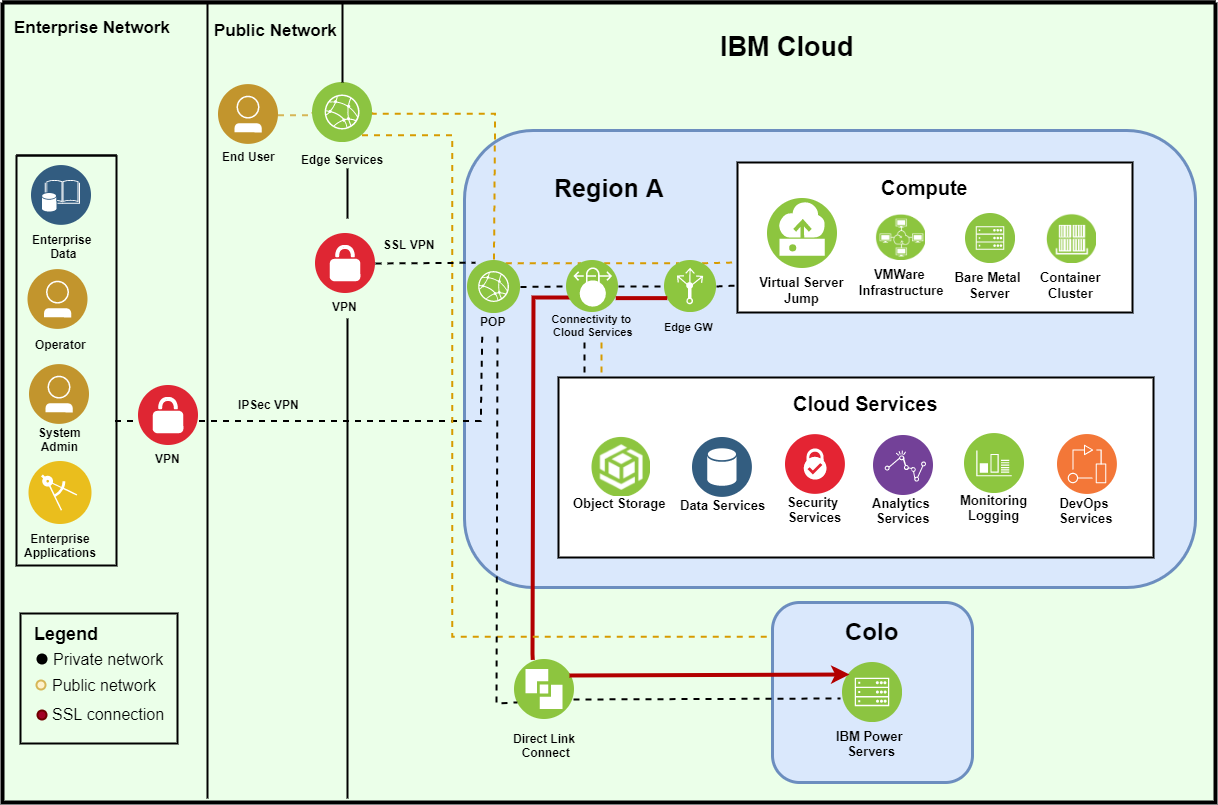 Enterprise Network
Public Network
IBM Cloud
End User
Edge Services
Enterprise
Data
Operator
System
Admin
Enterprise
Applications
VPN
IPSec VPN
SSL VPN
VPN
Region A
POP
Connectivity to
Cloud Services
Edge GW
Compute
Virtual Server
Jump
VMWare
Infrastructure
Bare Metal
Server
Container
Cluster
Cloud Services
Object Storage
Data Services
Security
Services
Analytics
Services
Monitoring
Logging
DevOps
Services
Legend
Private network
Public network
SSL connection
Direct Link
Connect
Colo
IBM Power
Servers